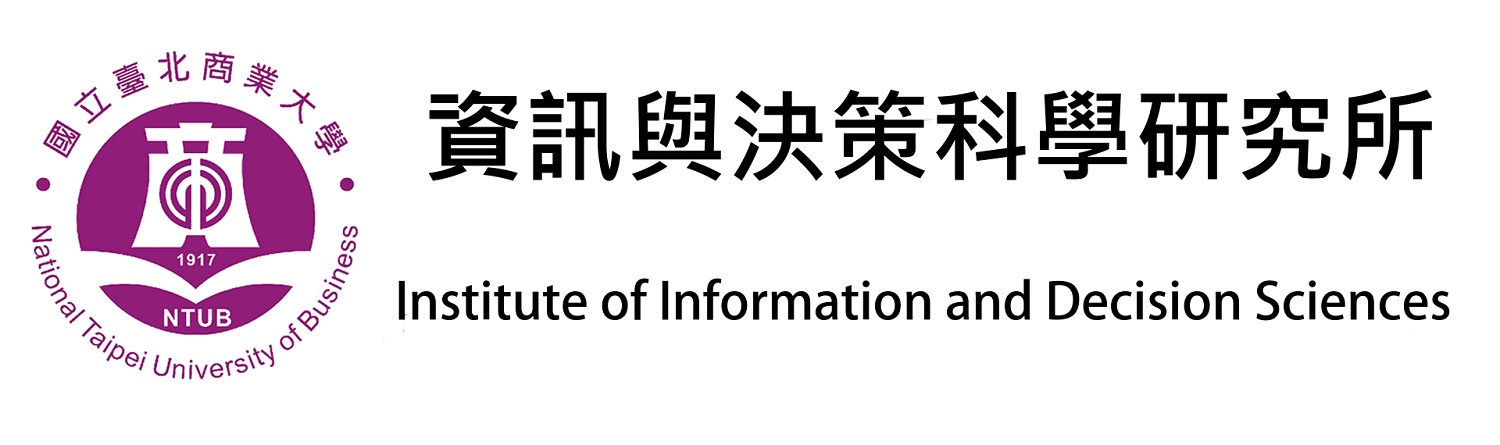 國立臺北商業大學
1917
NTUB
National Taipei University of Business
資訊與決策科學研究所
Institute of Information and Decision Sciences